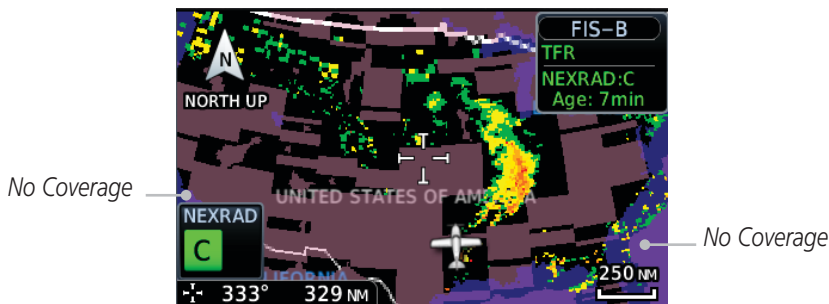 FIS–B
TFR
NEXRAD:C
Age: 7min
N
NORTH UP
No Coverage
UNITED STATES OF AMERICA
NEXRAD
C
No Coverage
250 NM
333° 329 NM